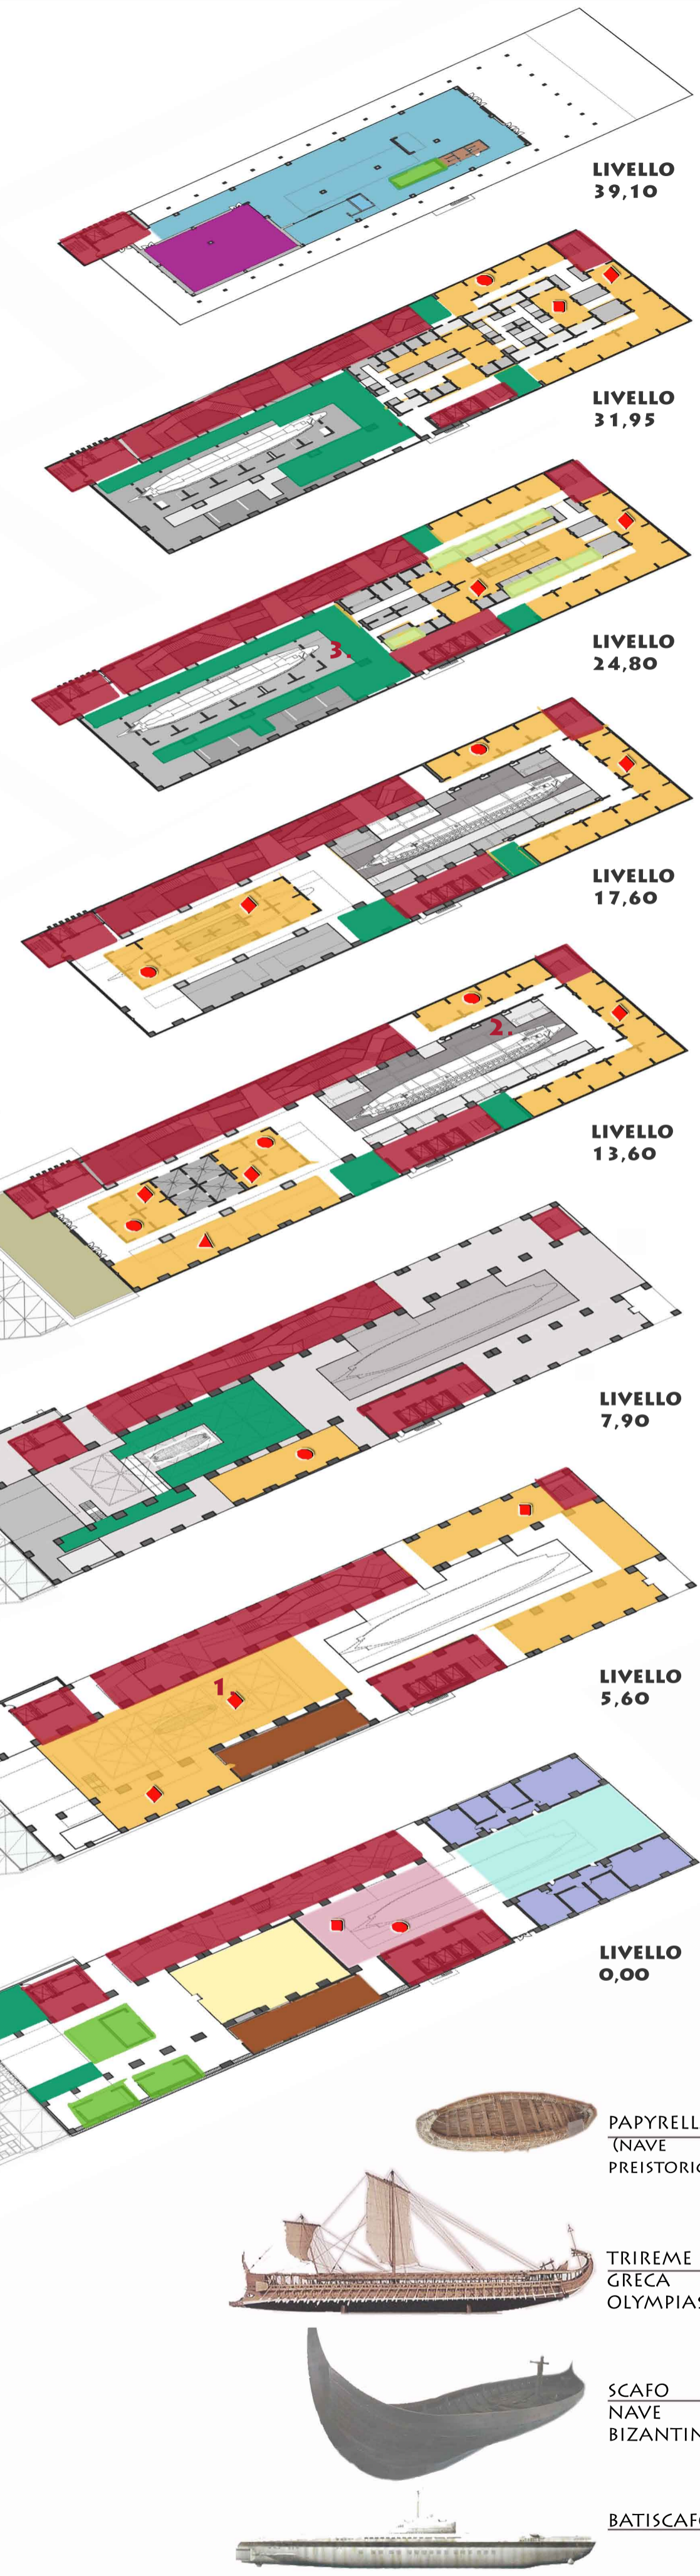 LIVELLO
39,10
LIVELLO
31,95
3.
LIVELLO
24,80
LIVELLO
17,60
2.
LIVELLO
13,60
LIVELLO
7,90
1
LIVELLO
5,60
LIVELLO
0,00
PAPYRELL
(NAVE
PREISTORIC
TRIREME
GRECA
OLYMPIAS
SCAFO
NAVE
BIZANTIN
BATISCAFO